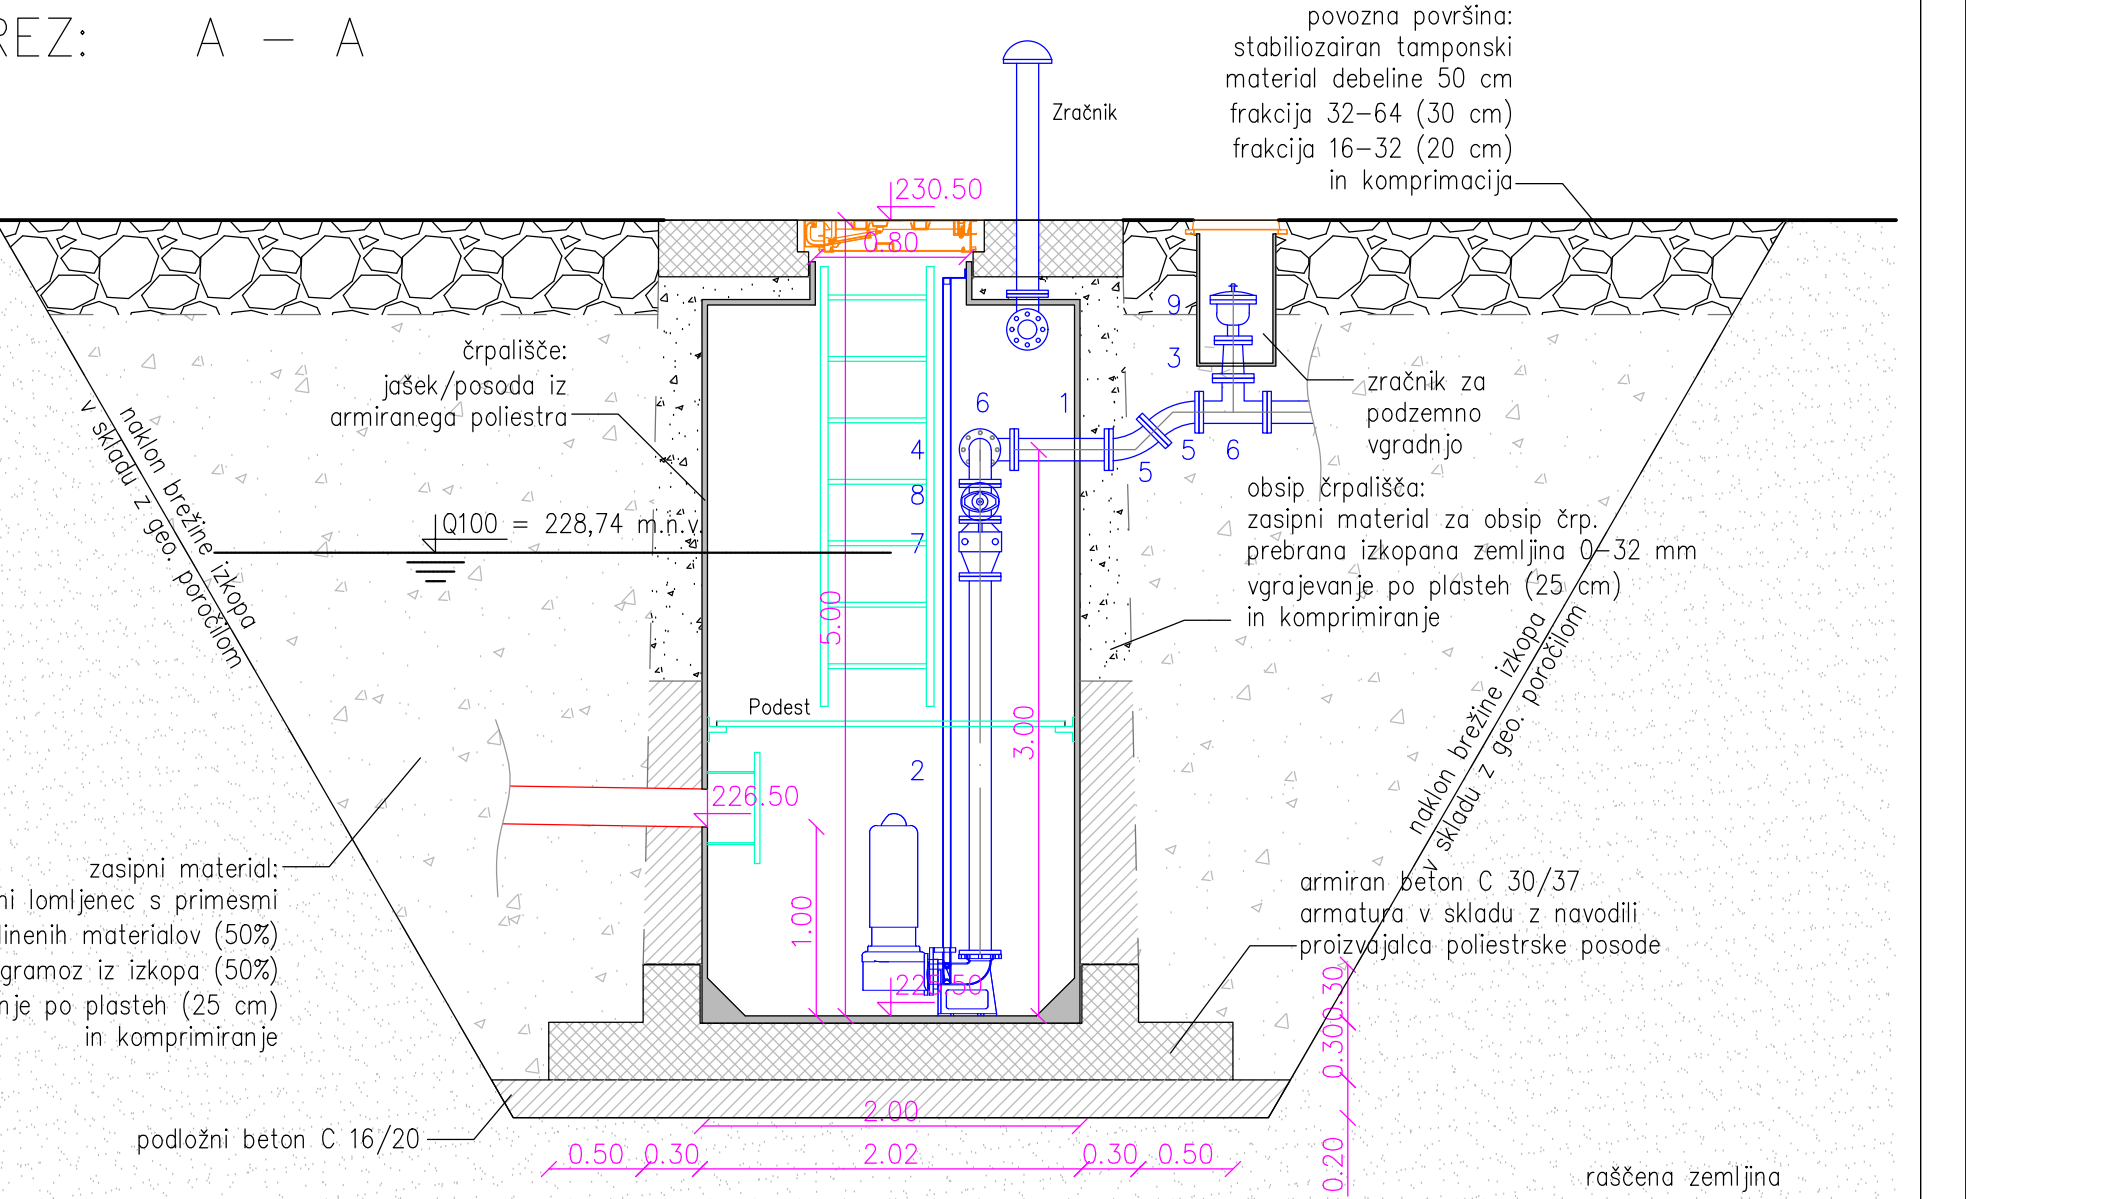 REZ: A – A
povozna površina:
stabiliozairan tamponski
material debeline 50 cm
frakcija 32–64 (30 cm)
frakcija 16–32 (20 cm)
in komprimacija
Zračnik
230.50
0.80
črpališče:
jašek/posoda iz
armiranega poliestra
naklon brežine izkopa
v skladu z geo. poročilom
Q100 = 228,74 m.n.v.
9
3
6
1
4
5
5
6
8
7
2
zračnik za
podzemno
vgradnjo
obsip črpališča:
zasipni material za obsip črp.
prebrana izkopana zemljina 0–32 mm
vgrajevanje po plasteh (25 cm)
in komprimiranje
5.00
3.00
Podest
226.50
1.00
225.50
naklon brežine izkopa
v skladu z geo. poročilom
zasipni material:
ni lomljenec s primesmi
linenih materialov (50%)
gramoz iz izkopa (50%)
nje po plasteh (25 cm)
in komprimiranje
armiran beton C 30/37
armatura v skladu z navodili
proizvajalca poliestrske posode
0.30
0.30
0.20
podložni beton C 16/20
2.00
0.50 0.30 2.02 0.30 0.50
raščena zemljina